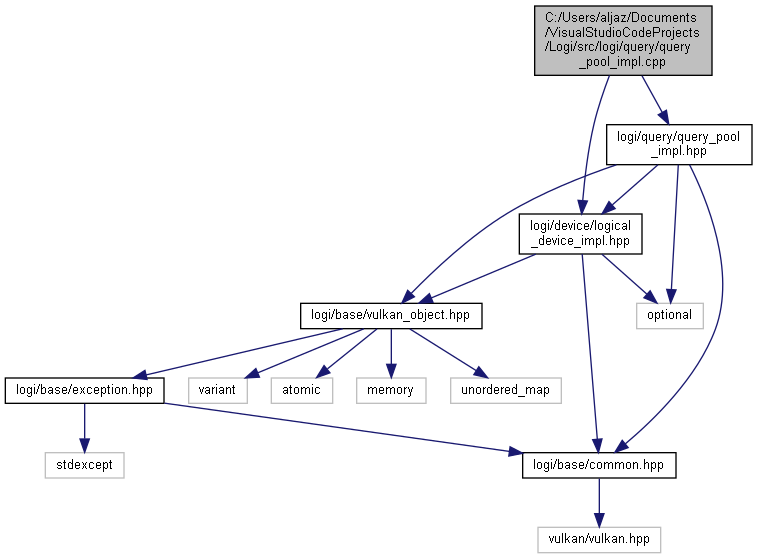 C:/Users/aljaz/Documents
/VisualStudioCodeProjects
/Logi/src/logi/query/query
_pool_impl.cpp
logi/query/query_pool
_impl.hpp
logi/device/logical
_device_impl.hpp
logi/base/vulkan_object.hpp
optional
logi/base/exception.hpp
variant
atomic
memory
unordered_map
stdexcept
logi/base/common.hpp
vulkan/vulkan.hpp